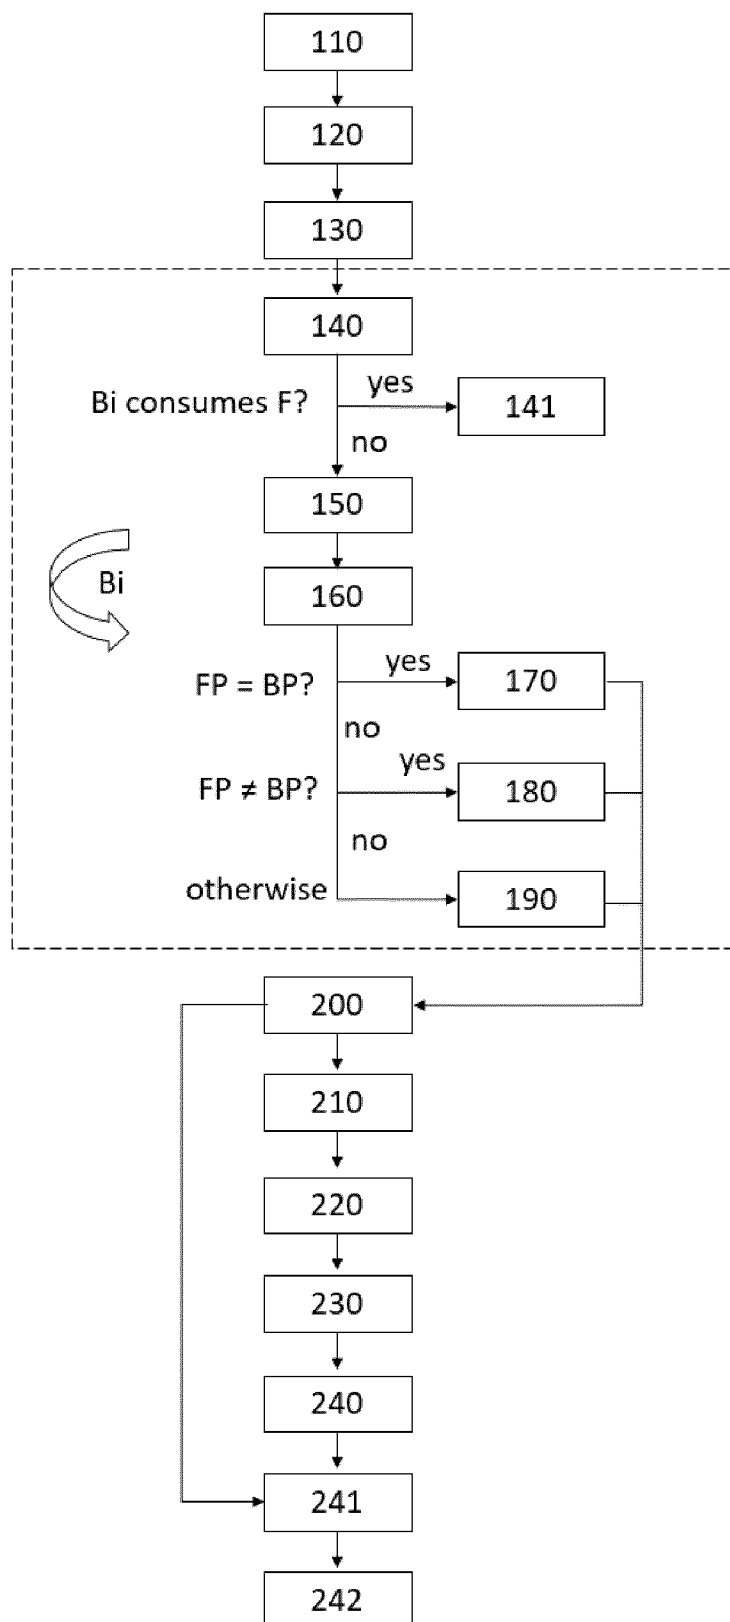 110
120
130
140
yes
Bi consumes F?
141
no
150
Bi
160
yes
FP = BP?
170
no
yes
FP ≠ BP?
180
no
otherwise
190
200
210
220
230
240
241
242